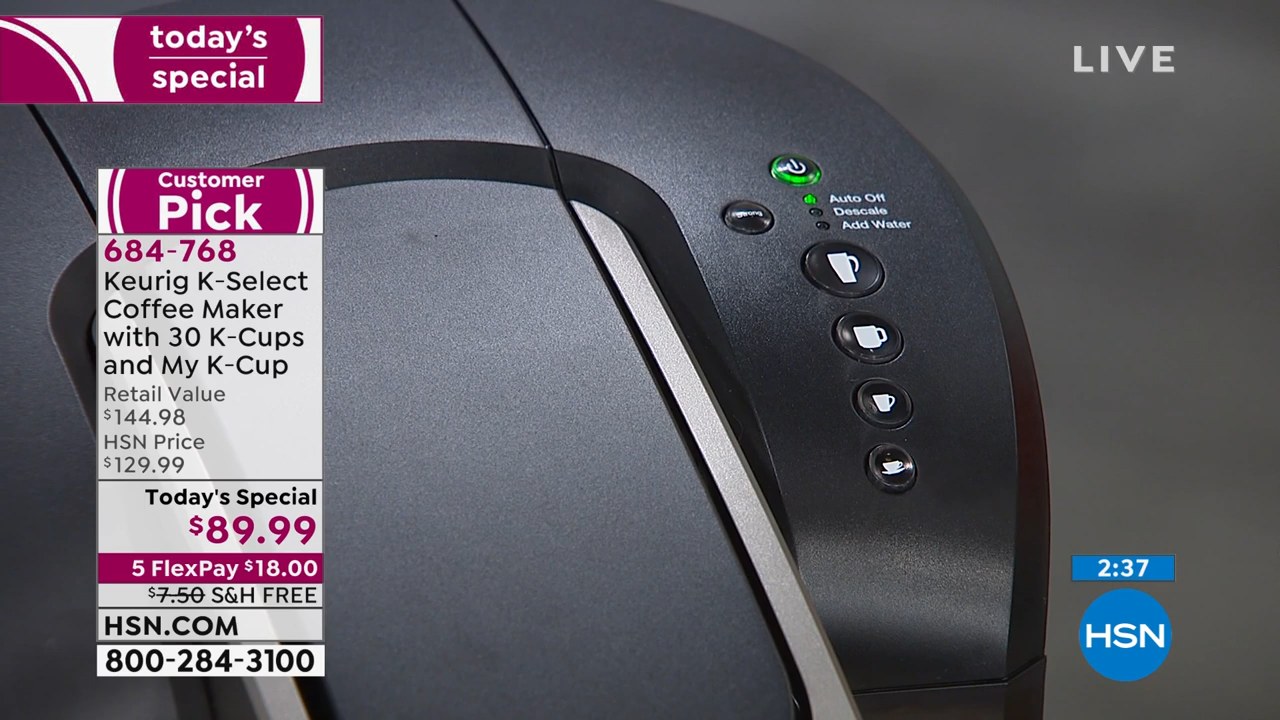 today's
special
LIVE
Customer
Pick
684-768
Keurig K-Select
Coffee Maker
with 30 K-Cups
and My K-Cup
Retail Value
$144.98
HSN Price
$129.99
Today's Special
$89.99
5 FlexPay $18.00
$7.50 S&H FREE
HSN.COM
800-284-3100
strong
Auto Off
Descale
Add Water
2:37
HSN